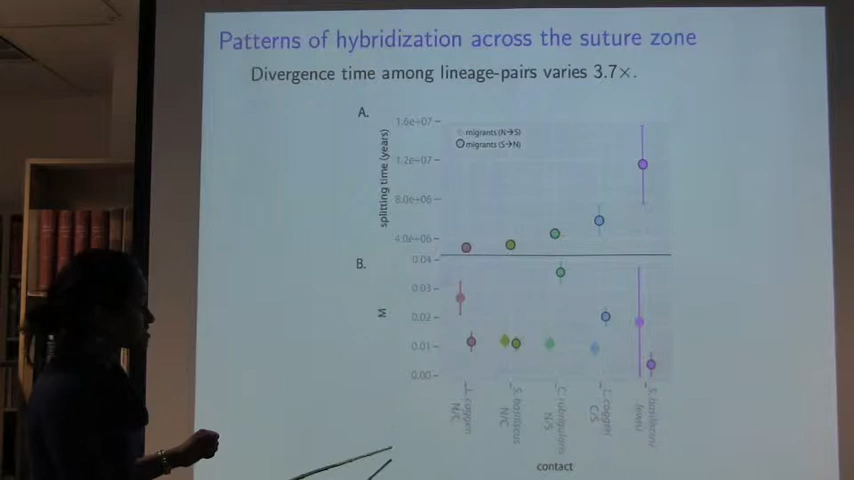 Patterns of hybridization across the suture zone
Divergence time among lineage-pairs varies 3.7×.
A.
1.6e+07
1.2e+07
8.0e+06
4.0e+06
splitting time (years)
migrants (N→S)
migrants (S→N)
B.
0.04
0.03
0.02
0.01
0.00
M
N/C
N/C
N/S
C/S
contact